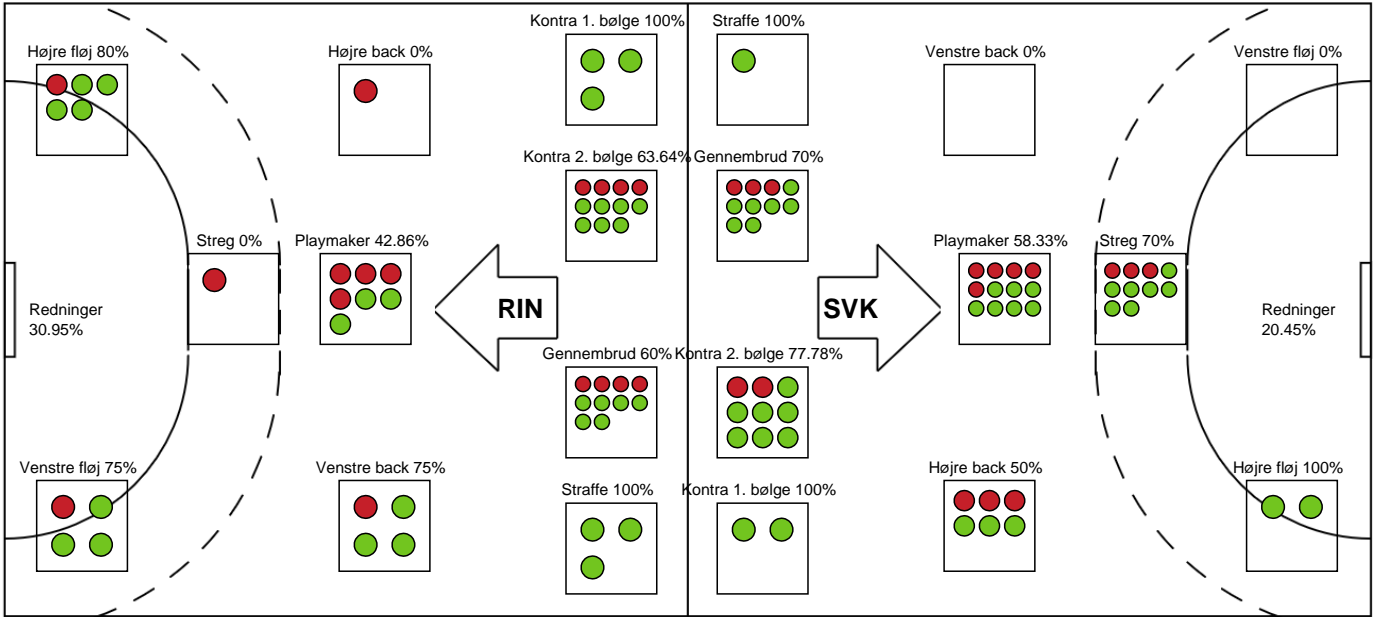 Kontra 1. bølge 100%
Straffe 100%
Højre fløj 80%
Højre back 0%
Venstre back 0%
Venstre fløj 0%
Kontra 2. bølge 63.64%
Gennembrud 70%
Streg 0%
Playmaker 42.86%
Playmaker 58.33%
Streg 70%
RIN
SVK
Redninger
30.95%
Redninger
20.45%
Gennembrud 60%
Kontra 2. bølge 77.78%
Venstre fløj 75%
Venstre back 75%
Højre back 50%
Højre fløj 100%
Straffe 100%
Kontra 1. bølge 100%